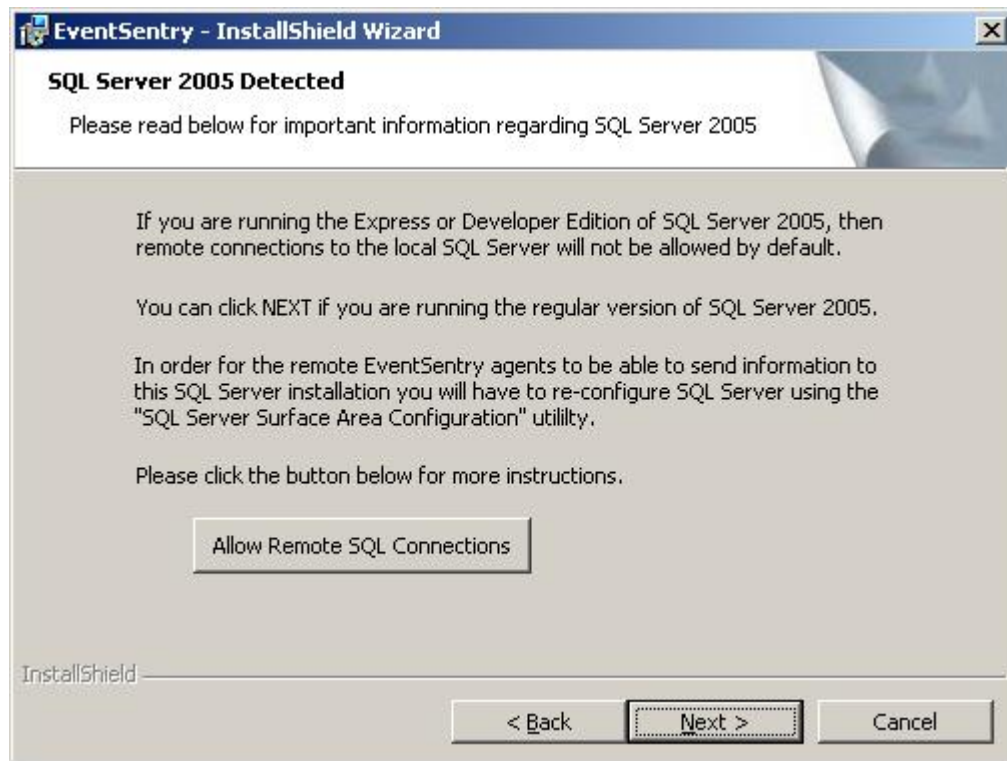 EventSentry - InstallShield Wizard
SQL Server 2005 Detected
Please read below for important information regarding SQL Server 2005
If you are running the Express or Developer Edition of SQL Server 2005, then
remote connections to the local SQL Server will not be allowed by default.
You can click NEXT if you are running the regular version of SQL Server 2005.
In order for the remote EventSentry agents to be able to send information to
this SQL Server installation you will have to re-configure SQL Server using the
"SQL Server Surface Area Configuration" utililty.
Please click the button below for more instructions.
Allow Remote SQL Connections
InstallShield
< Back
Next >
Cancel